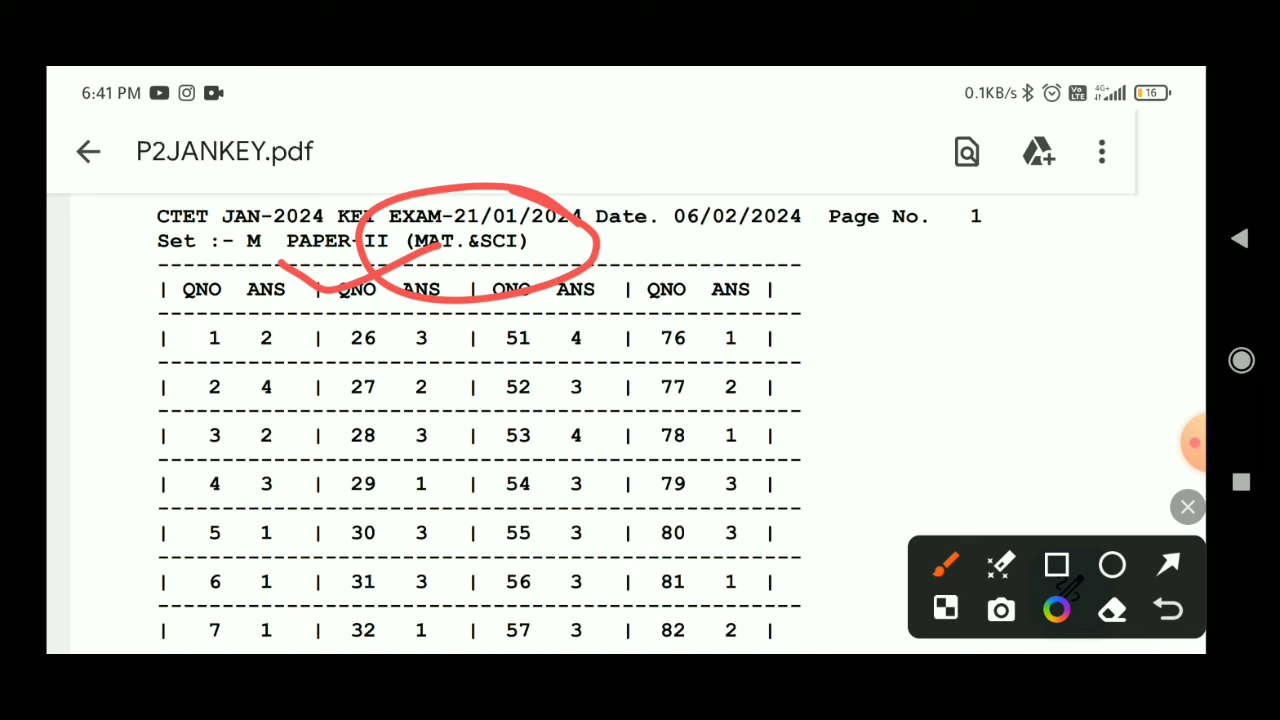 6:41 PM 0.1KB/s Vo LTE 4G+ 16
P2JANKEY.pdf
CTET JAN-2024 KEY EXAM-21/01/2024 Date. 06/02/2024 Page No. 1
Set :- M PAPER-II (MAT.&SCI)
| QNO ANS | QNO ANS | QNO ANS | QNO ANS |
| 1 2 | 26 3 | 51 4 | 76 1 |
| 2 4 | 27 2 | 52 3 | 77 2 |
| 3 2 | 28 3 | 53 4 | 78 1 |
| 4 3 | 29 1 | 54 3 | 79 3 |
| 5 1 | 30 3 | 55 3 | 80 3 |
| 6 1 | 31 3 | 56 3 | 81 1 |
| 7 1 | 32 1 | 57 3 | 82 2 |